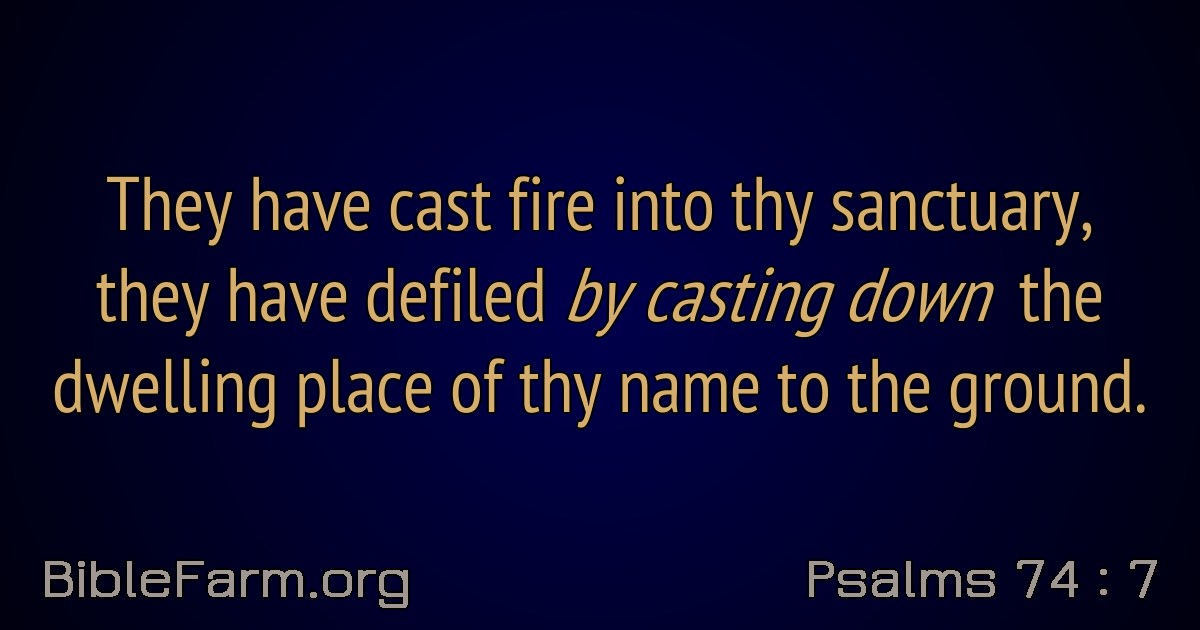 They have cast fire into thy sanctuary,
they have defiled by casting down the
dwelling place of thy name to the ground.
BibleFarm.org
Psalms 74 : 7